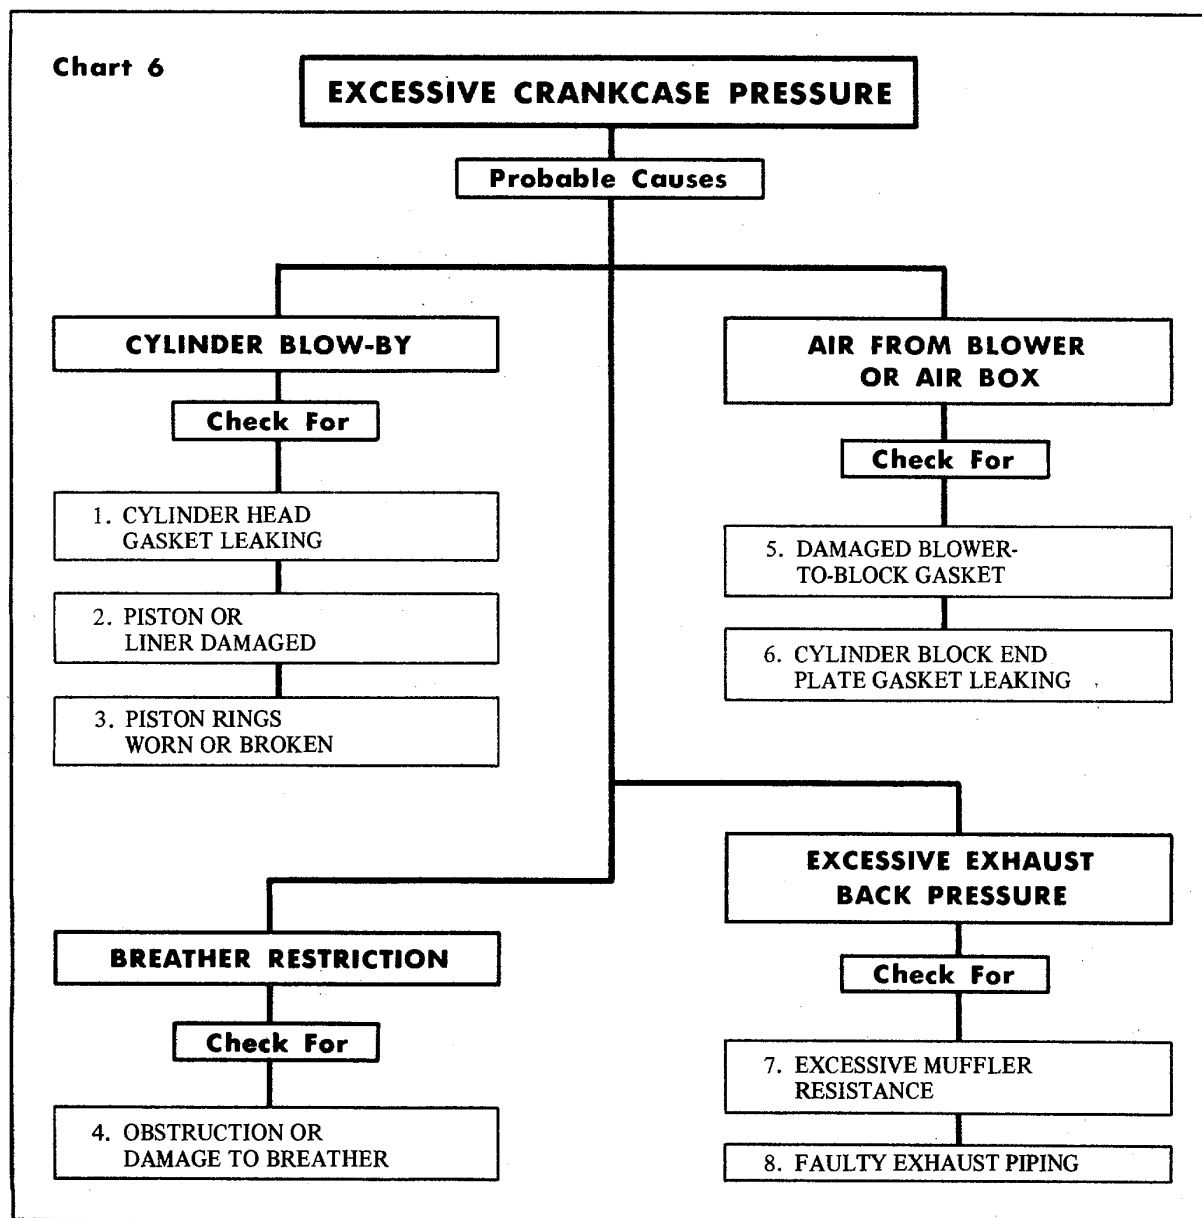 Chart 6
EXCESSIVE CRANKCASE PRESSURE
Probable Causes
CYLINDER BLOW-BY
Check For
1. CYLINDER HEAD
GASKET LEAKING
2. PISTON OR
LINER DAMAGED
3. PISTON RINGS
WORN OR BROKEN
BREATHER RESTRICTION
Check For
4. OBSTRUCTION OR
DAMAGE TO BREATHER
AIR FROM BLOWER
OR AIR BOX
Check For
5. DAMAGED BLOWER-
TO-BLOCK GASKET
6. CYLINDER BLOCK END
PLATE GASKET LEAKING
EXCESSIVE EXHAUST
BACK PRESSURE
Check For
7. EXCESSIVE MUFFLER
RESISTANCE
8. FAULTY EXHAUST PIPING